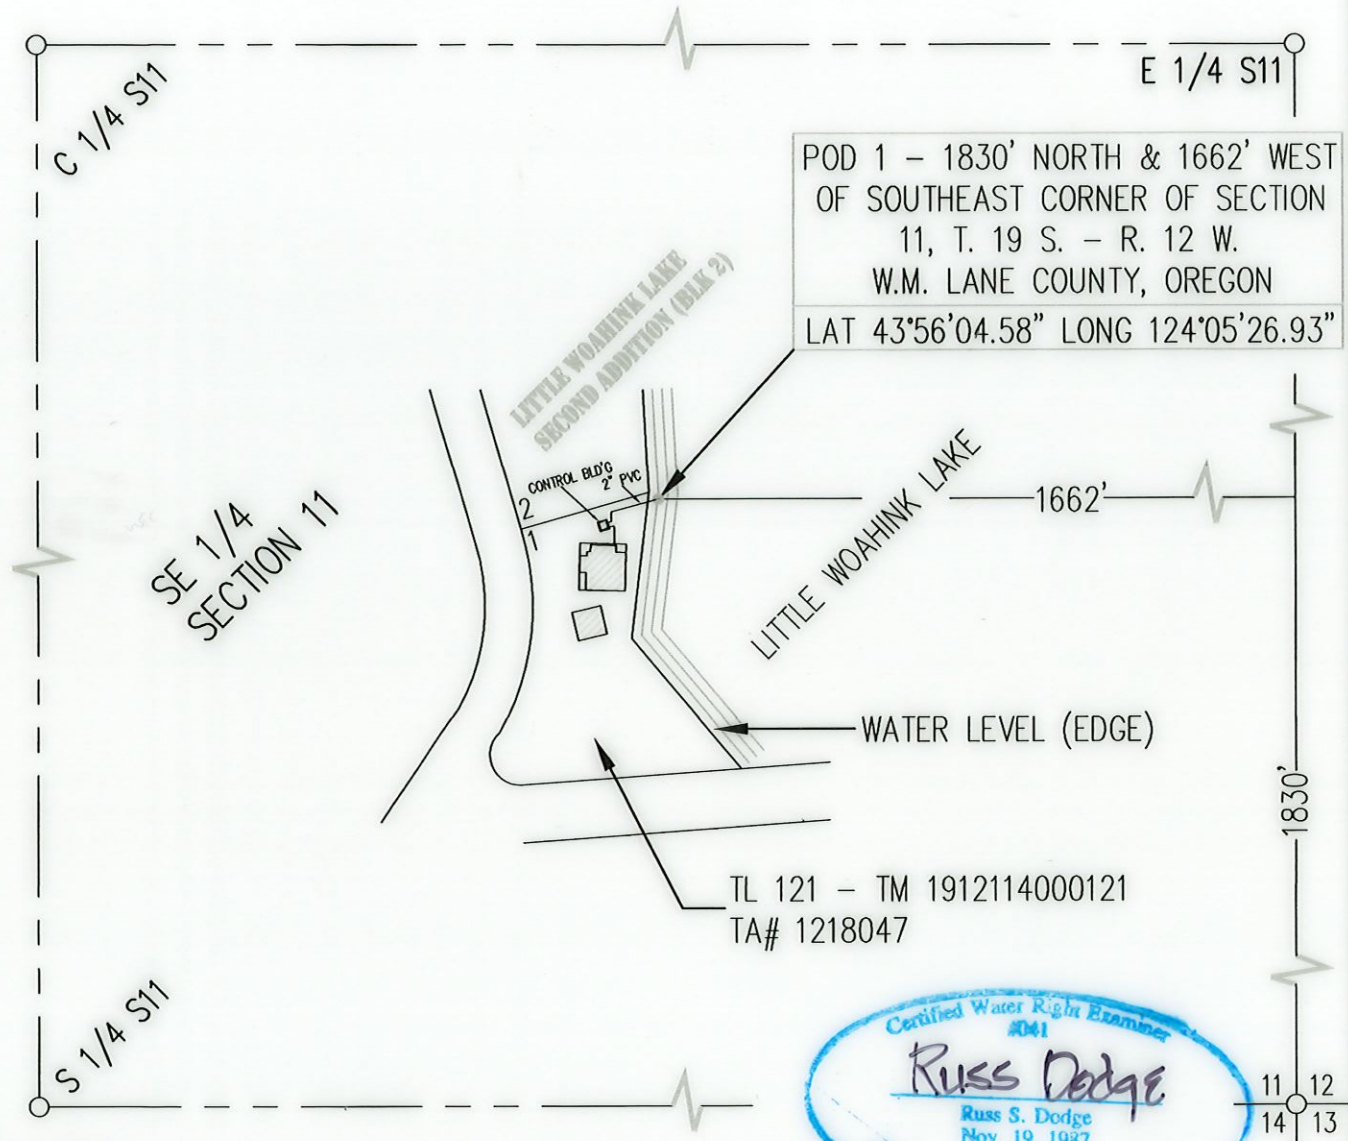 C 1/4 S11
E 1/4 S11
POD 1 – 1830' NORTH & 1662' WEST
OF SOUTHEAST CORNER OF SECTION
11, T. 19 S. – R. 12 W.
W.M. LANE COUNTY, OREGON
LAT 43°56'04.58" LONG 124°05'26.93"
LITTLE WOAHINK LAKE
SECOND ADDITION (BLK 2)
CONTROL BLD'G
2" PVC
2
1
1662'
SE 1/4
SECTION 11
LITTLE WOAHINK LAKE
WATER LEVEL (EDGE)
1830'
TL 121 – TM 1912114000121
TA# 1218047
S 1/4 S11
Certified Water Right Examiner
#041
Russ Dodge
Russ S. Dodge
Nov. 19, 1987
11 12
14 13